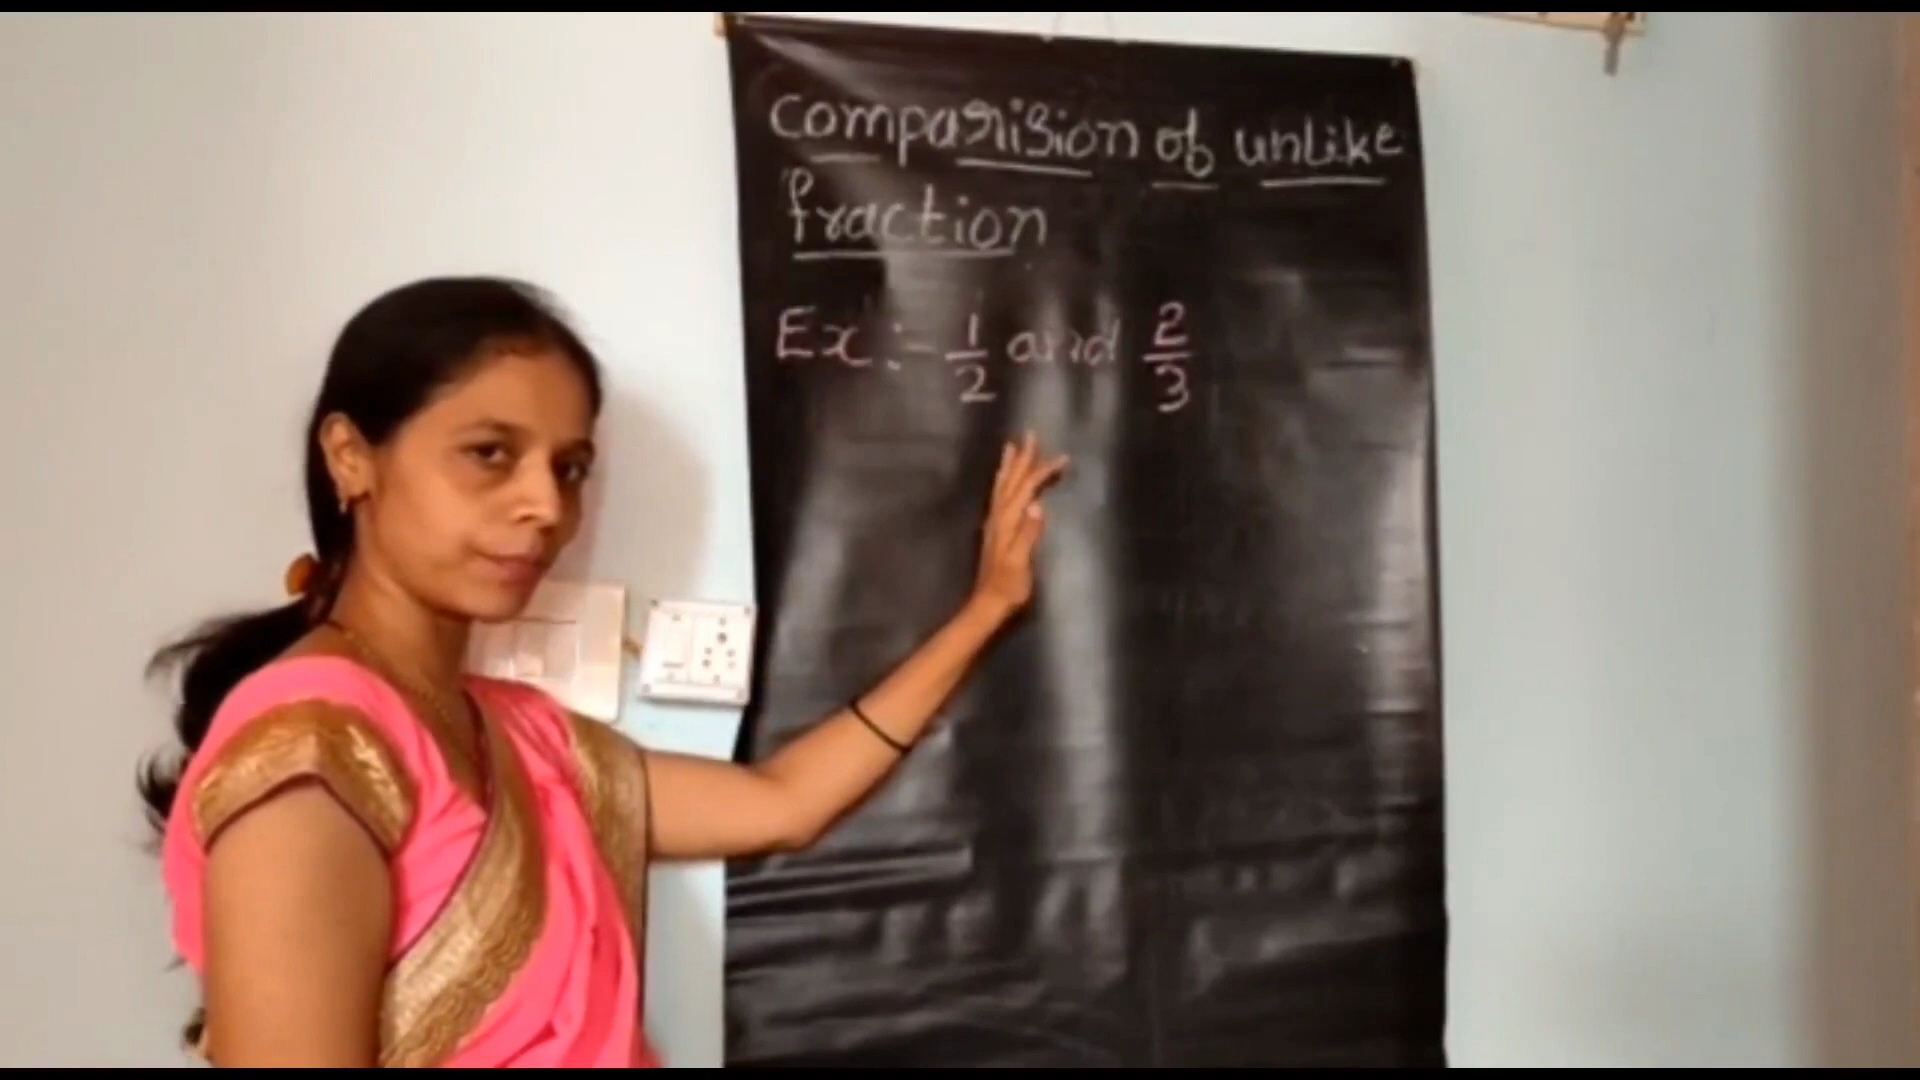 Comparision of unlike
fraction
Ex:- 1/2 and 2/3